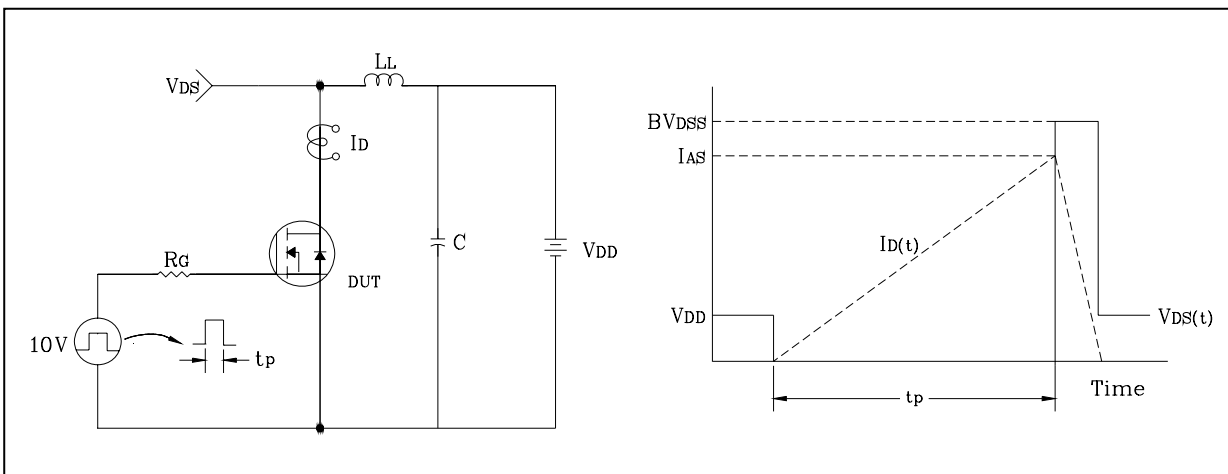 LL
VDS
ID
C
VDD
RG
DUT
10V
tp
BVDSS
IAS
ID(t)
VDD
VDS(t)
Time
tp